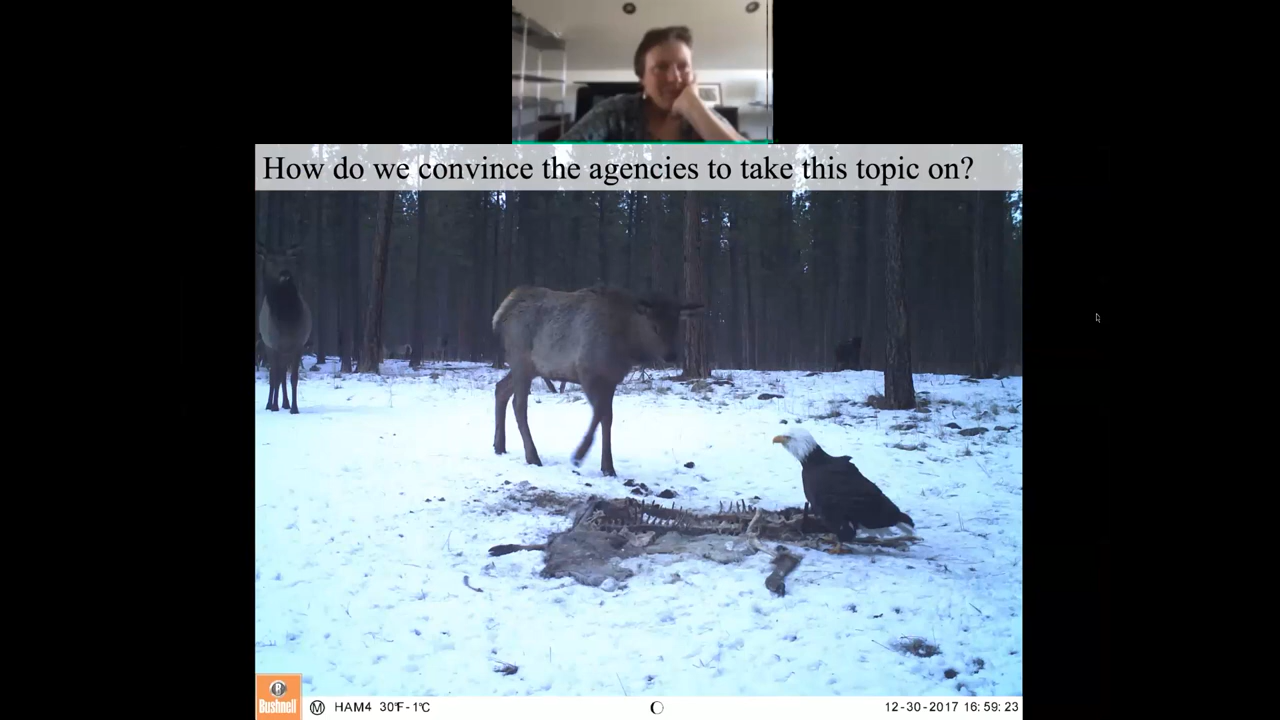 How do we convince the agencies to take this topic on?
Bushnell
M HAM4 30°F-1°C 12-30-2017 16:59:23